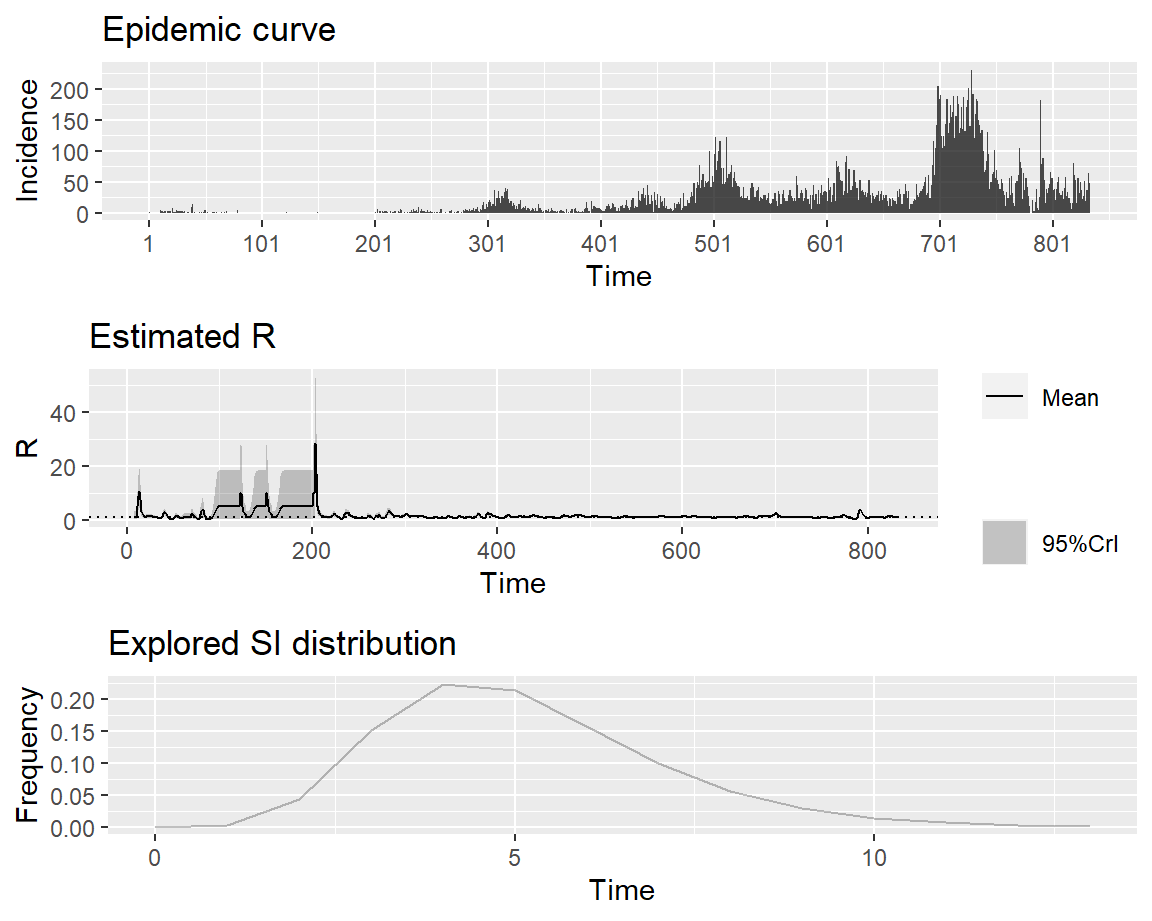 Epidemic curve
Incidence
200
150
100
50
0
1 101 201 301 401 501 601 701 801
Time
Estimated R
R
40
20
0
0 200 400 600 800
Time
Mean
95%CrI
Explored SI distribution
Frequency
0.20
0.15
0.10
0.05
0.00
0 5 10
Time